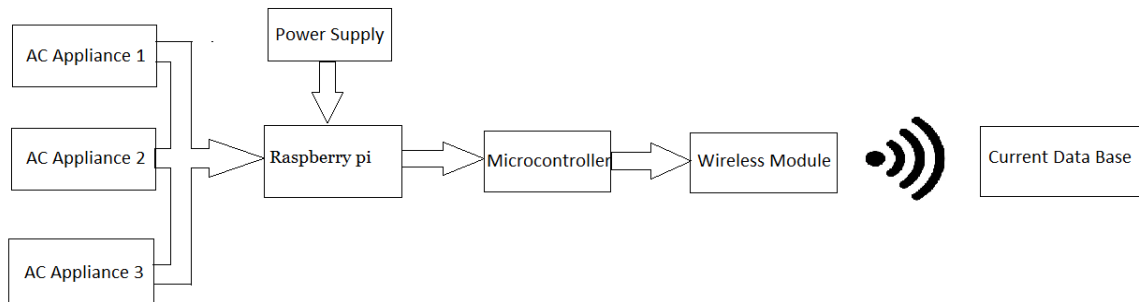 AC Appliance 1
Power Supply
AC Appliance 2
Raspberry pi
Microcontroller
Wireless Module
Current Data Base
AC Appliance 3